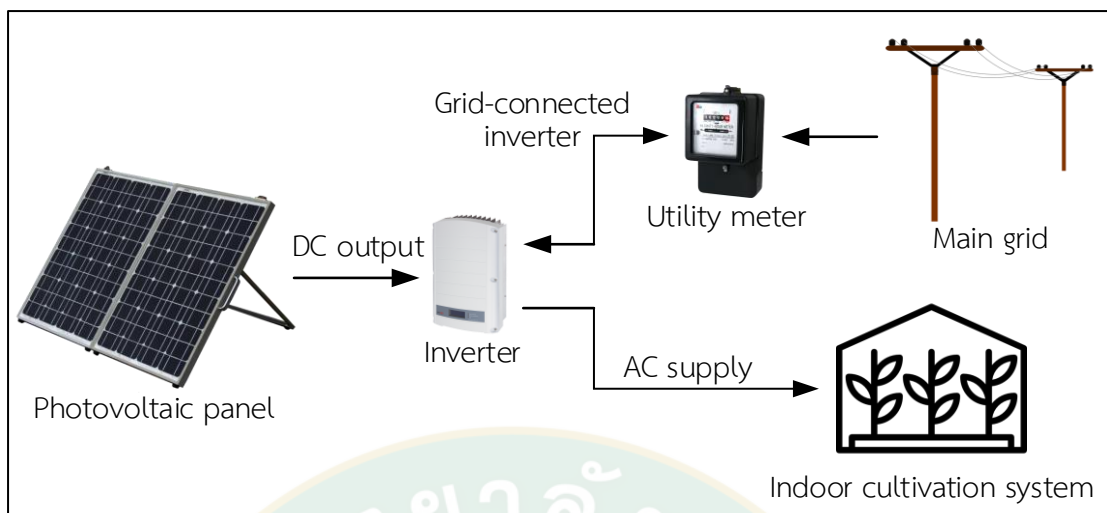 Grid-connected
inverter
Utility meter
Main grid
DC output
Inverter
AC supply
Photovoltaic panel
Indoor cultivation system